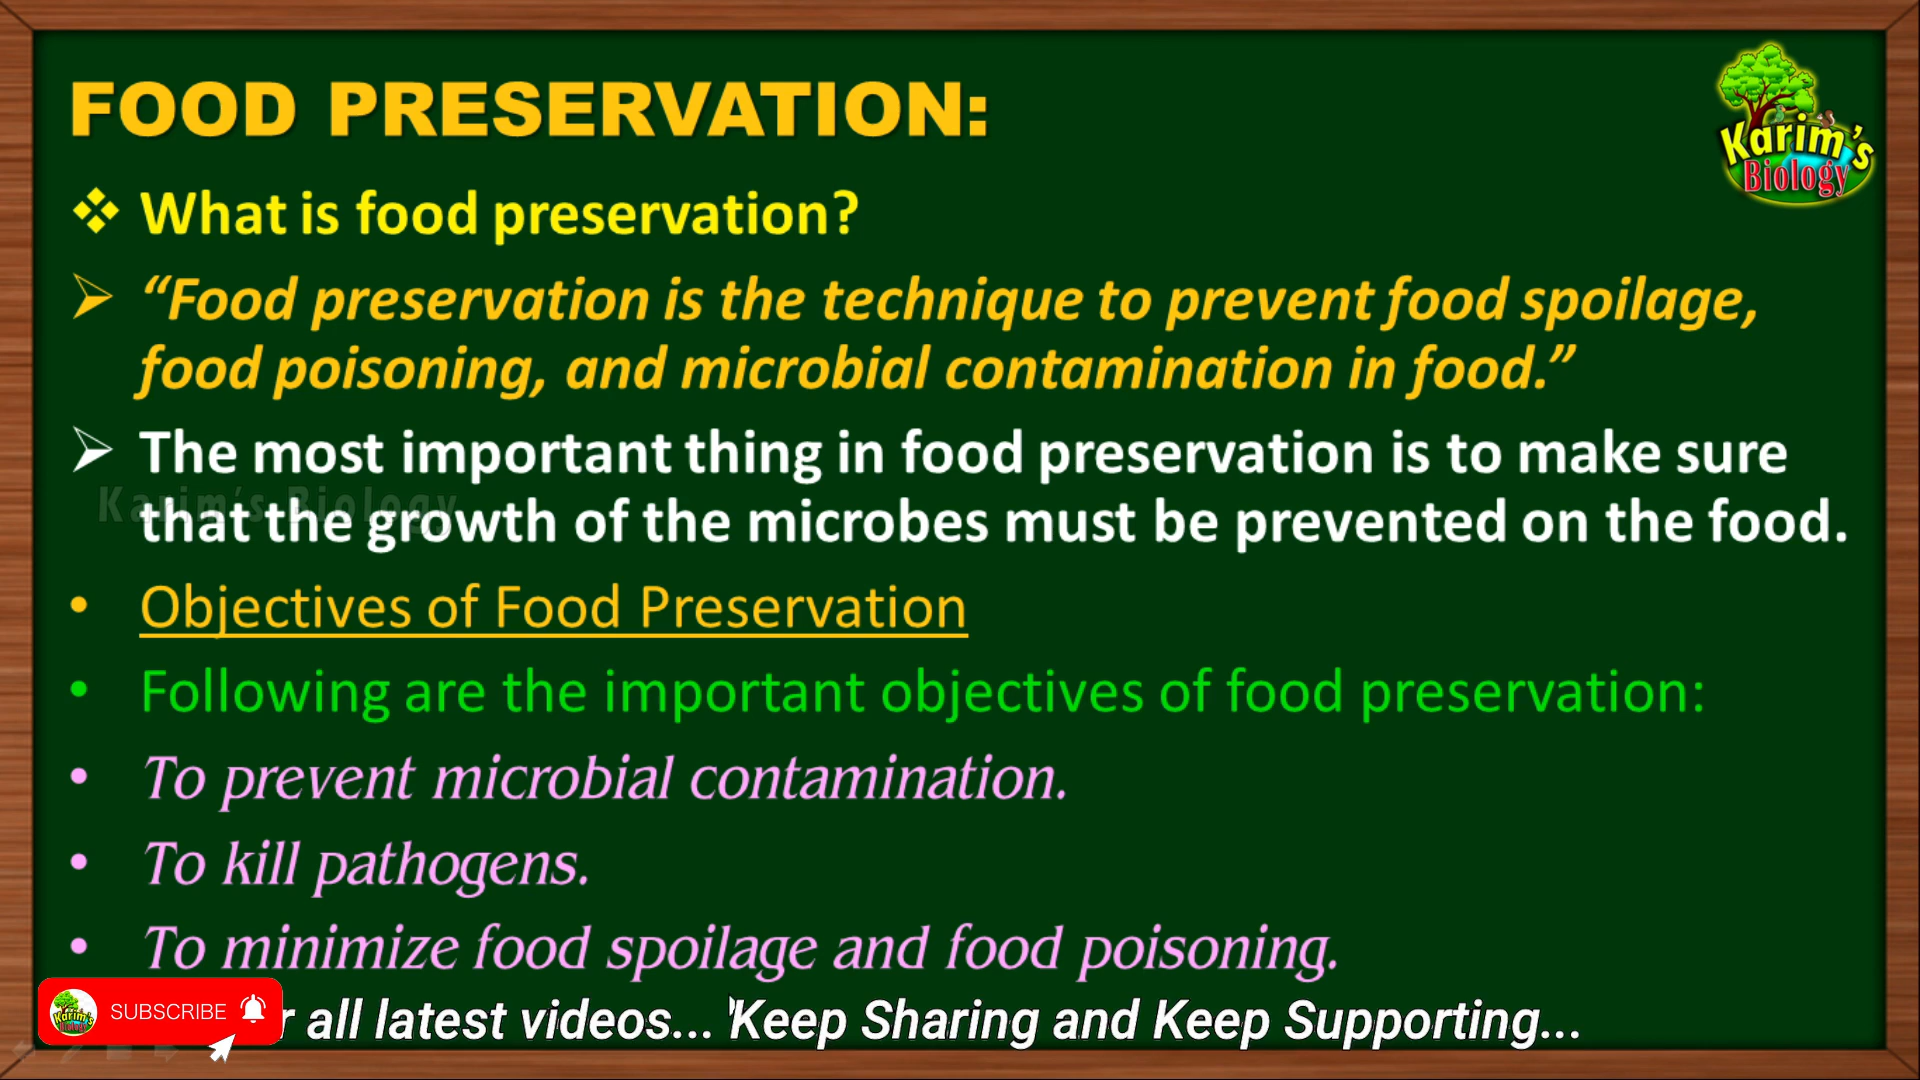 FOOD PRESERVATION:
Karim's
Biology
What is food preservation?
“Food preservation is the technique to prevent food spoilage,
food poisoning, and microbial contamination in food.”
The most important thing in food preservation is to make sure
Karim's Biology
that the growth of the microbes must be prevented on the food.
Objectives of Food Preservation
Following are the important objectives of food preservation:
To prevent microbial contamination.
To kill pathogens.
To minimize food spoilage and food poisoning.
Karim's
Biology
SUBSCRIBE
all latest videos... Keep Sharing and Keep Supporting...